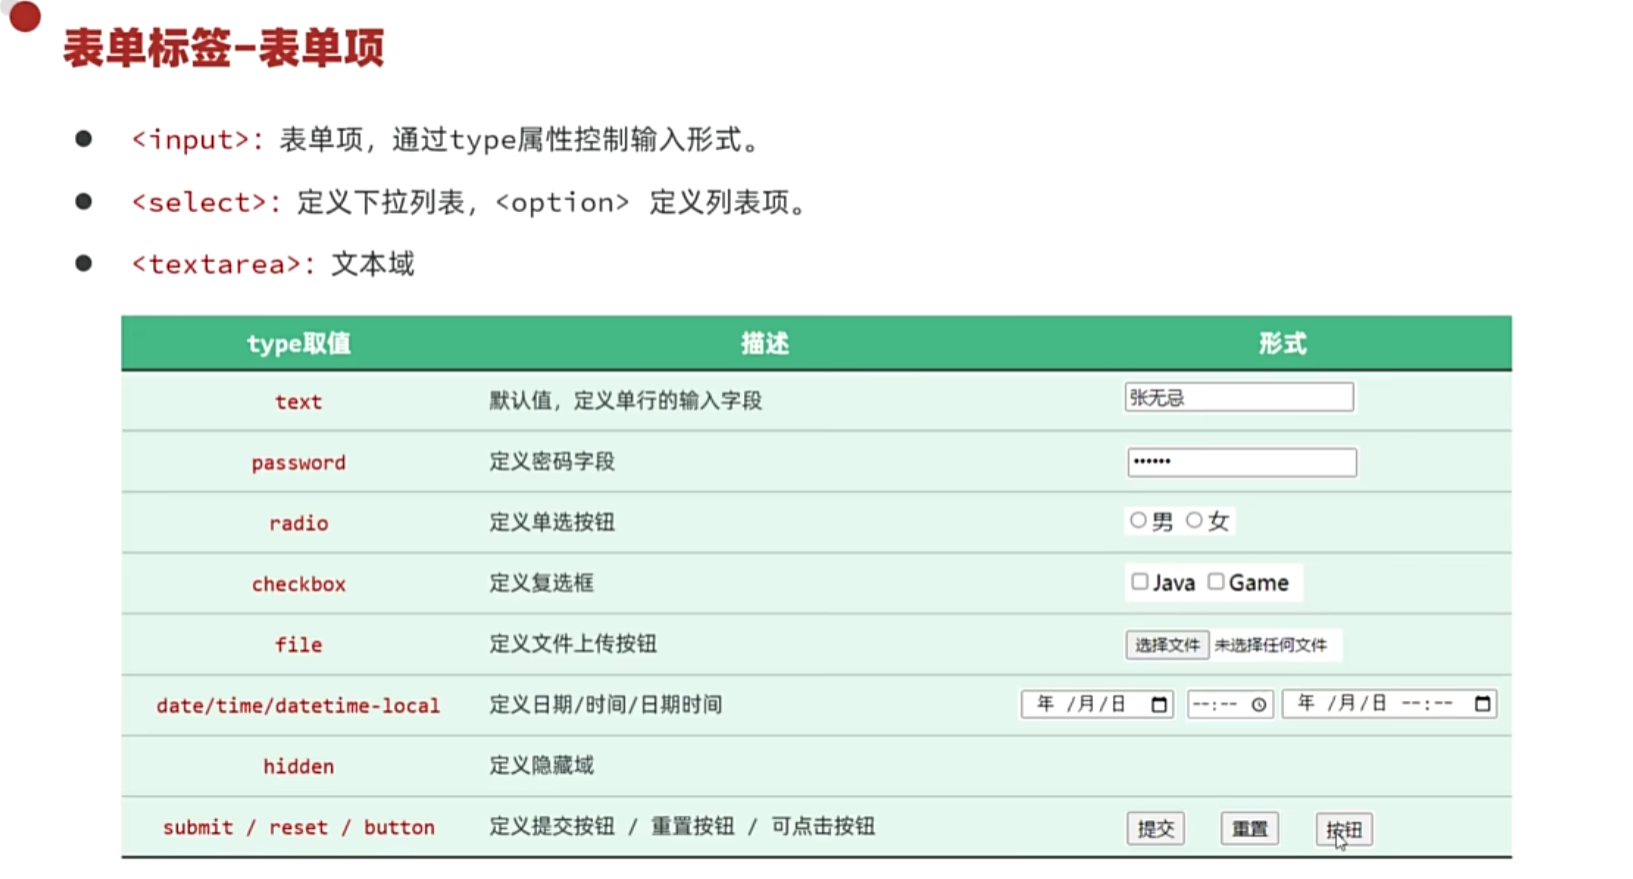 表单标签-表单项
<input>：表单项，通过type属性控制输入形式。
<select>：定义下拉列表，<option> 定义列表项。
<textarea>：文本域
type取值 描述 形式
text 默认值，定义单行的输入字段 张无忌
password 定义密码字段 ••••••
radio 定义单选按钮 男 女
checkbox 定义复选框 Java Game
file 定义文件上传按钮 选择文件 未选择任何文件
date/time/datetime-local 定义日期/时间/日期时间 年 /月/日 --:-- 年 /月/日 --:--
hidden 定义隐藏域
submit / reset / button 定义提交按钮 / 重置按钮 / 可点击按钮 提交 重置 按钮